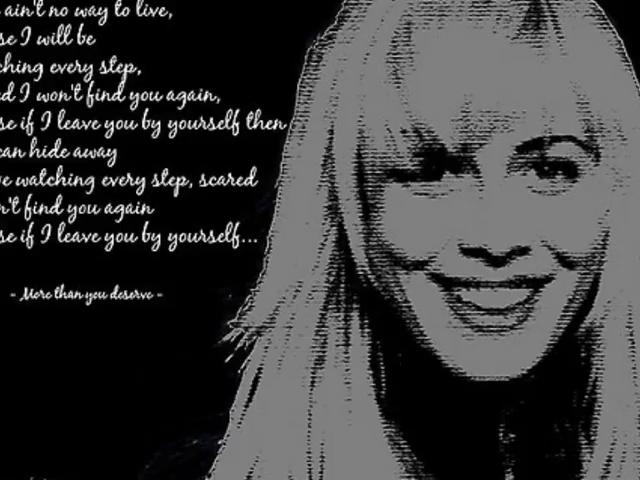 ain't no way to live,
se I will be
ching every step,
ed I won't find you again,
se if I leave you by yourself then
can hide away
e watching every step, scared
n't find you again
se if I leave you by yourself...
- More than you deserve -